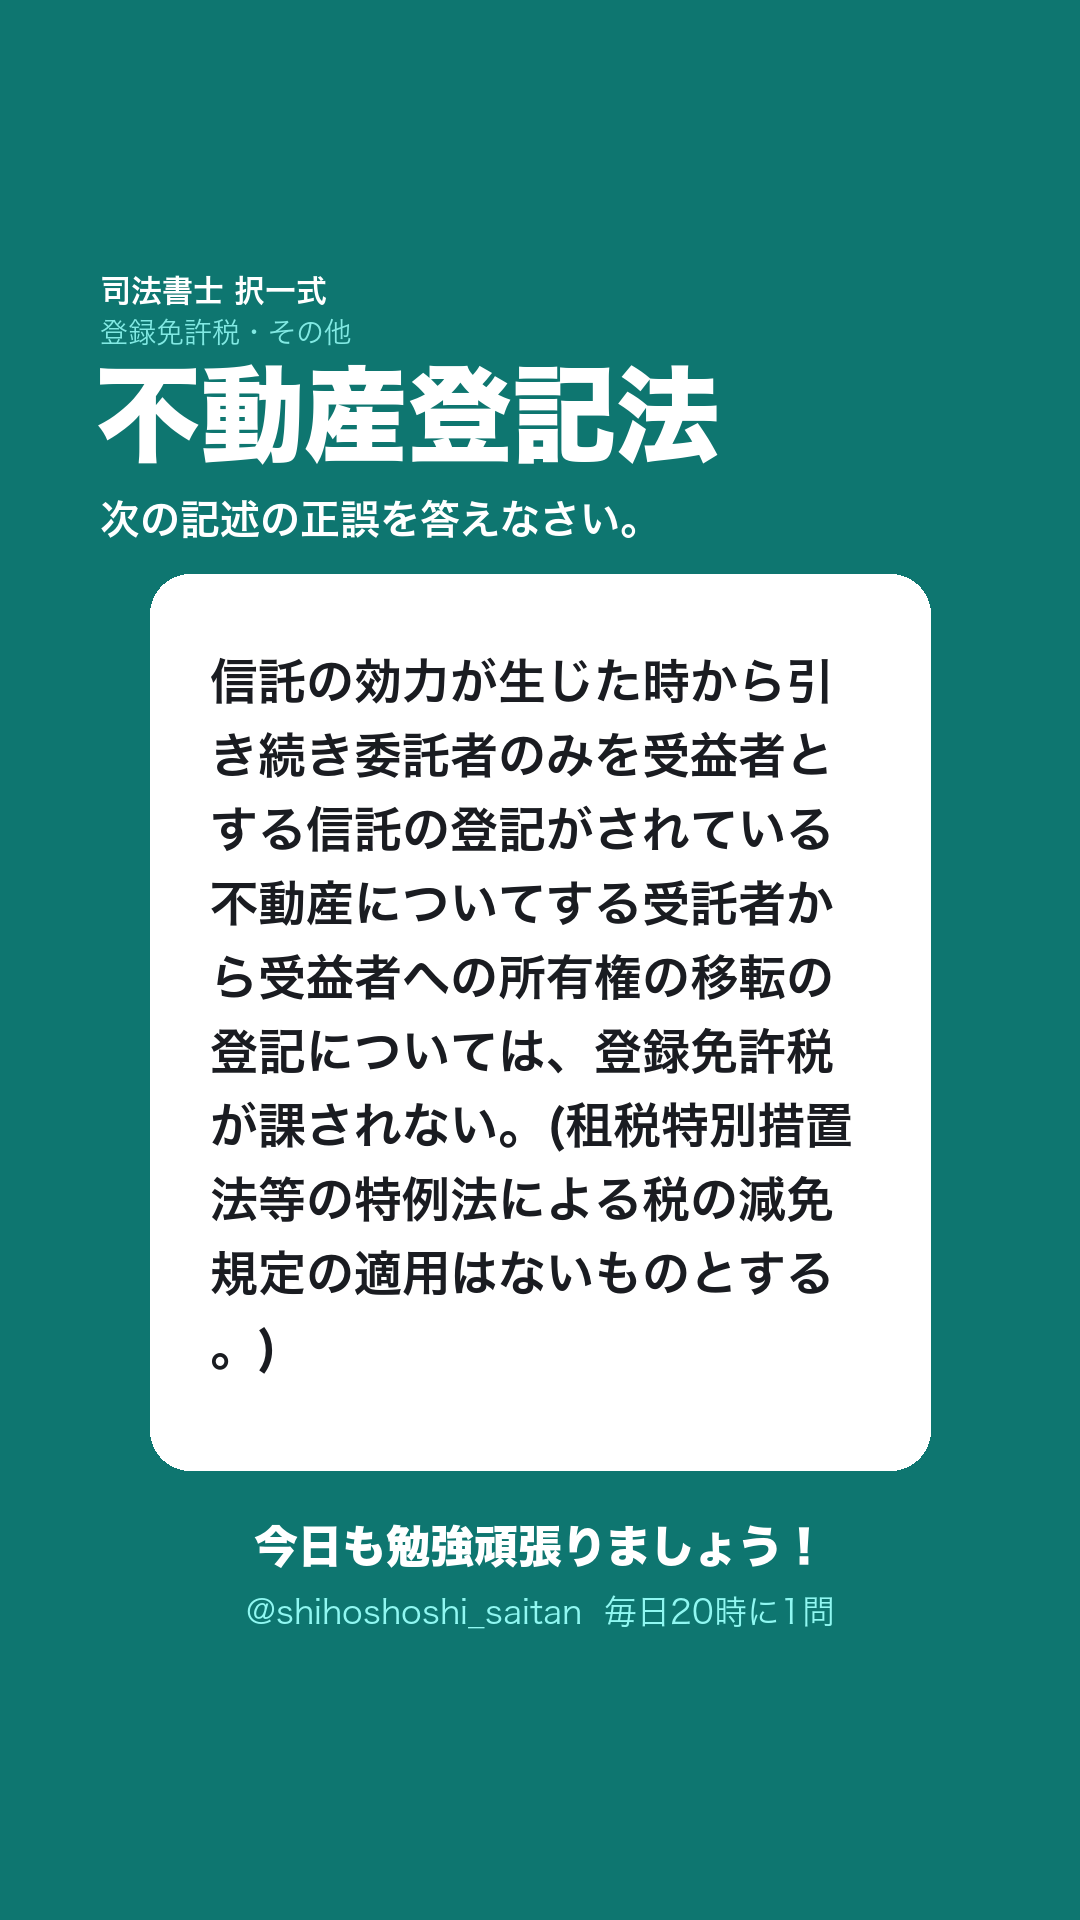 司法書士 択一式
登録免許税・その他
不動産登記法
次の記述の正誤を答えなさい。
信託の効力が生じた時から引
き続き委託者のみを受益者と
する信託の登記がされている
不動産についてする受託者か
ら受益者への所有権の移転の
登記については、登録免許税
が課されない。(租税特別措置
法等の特例法による税の減免
規定の適用はないものとする
。)
今日も勉強頑張りましょう！
@shihoshoshi_saitan 毎日20時に1問